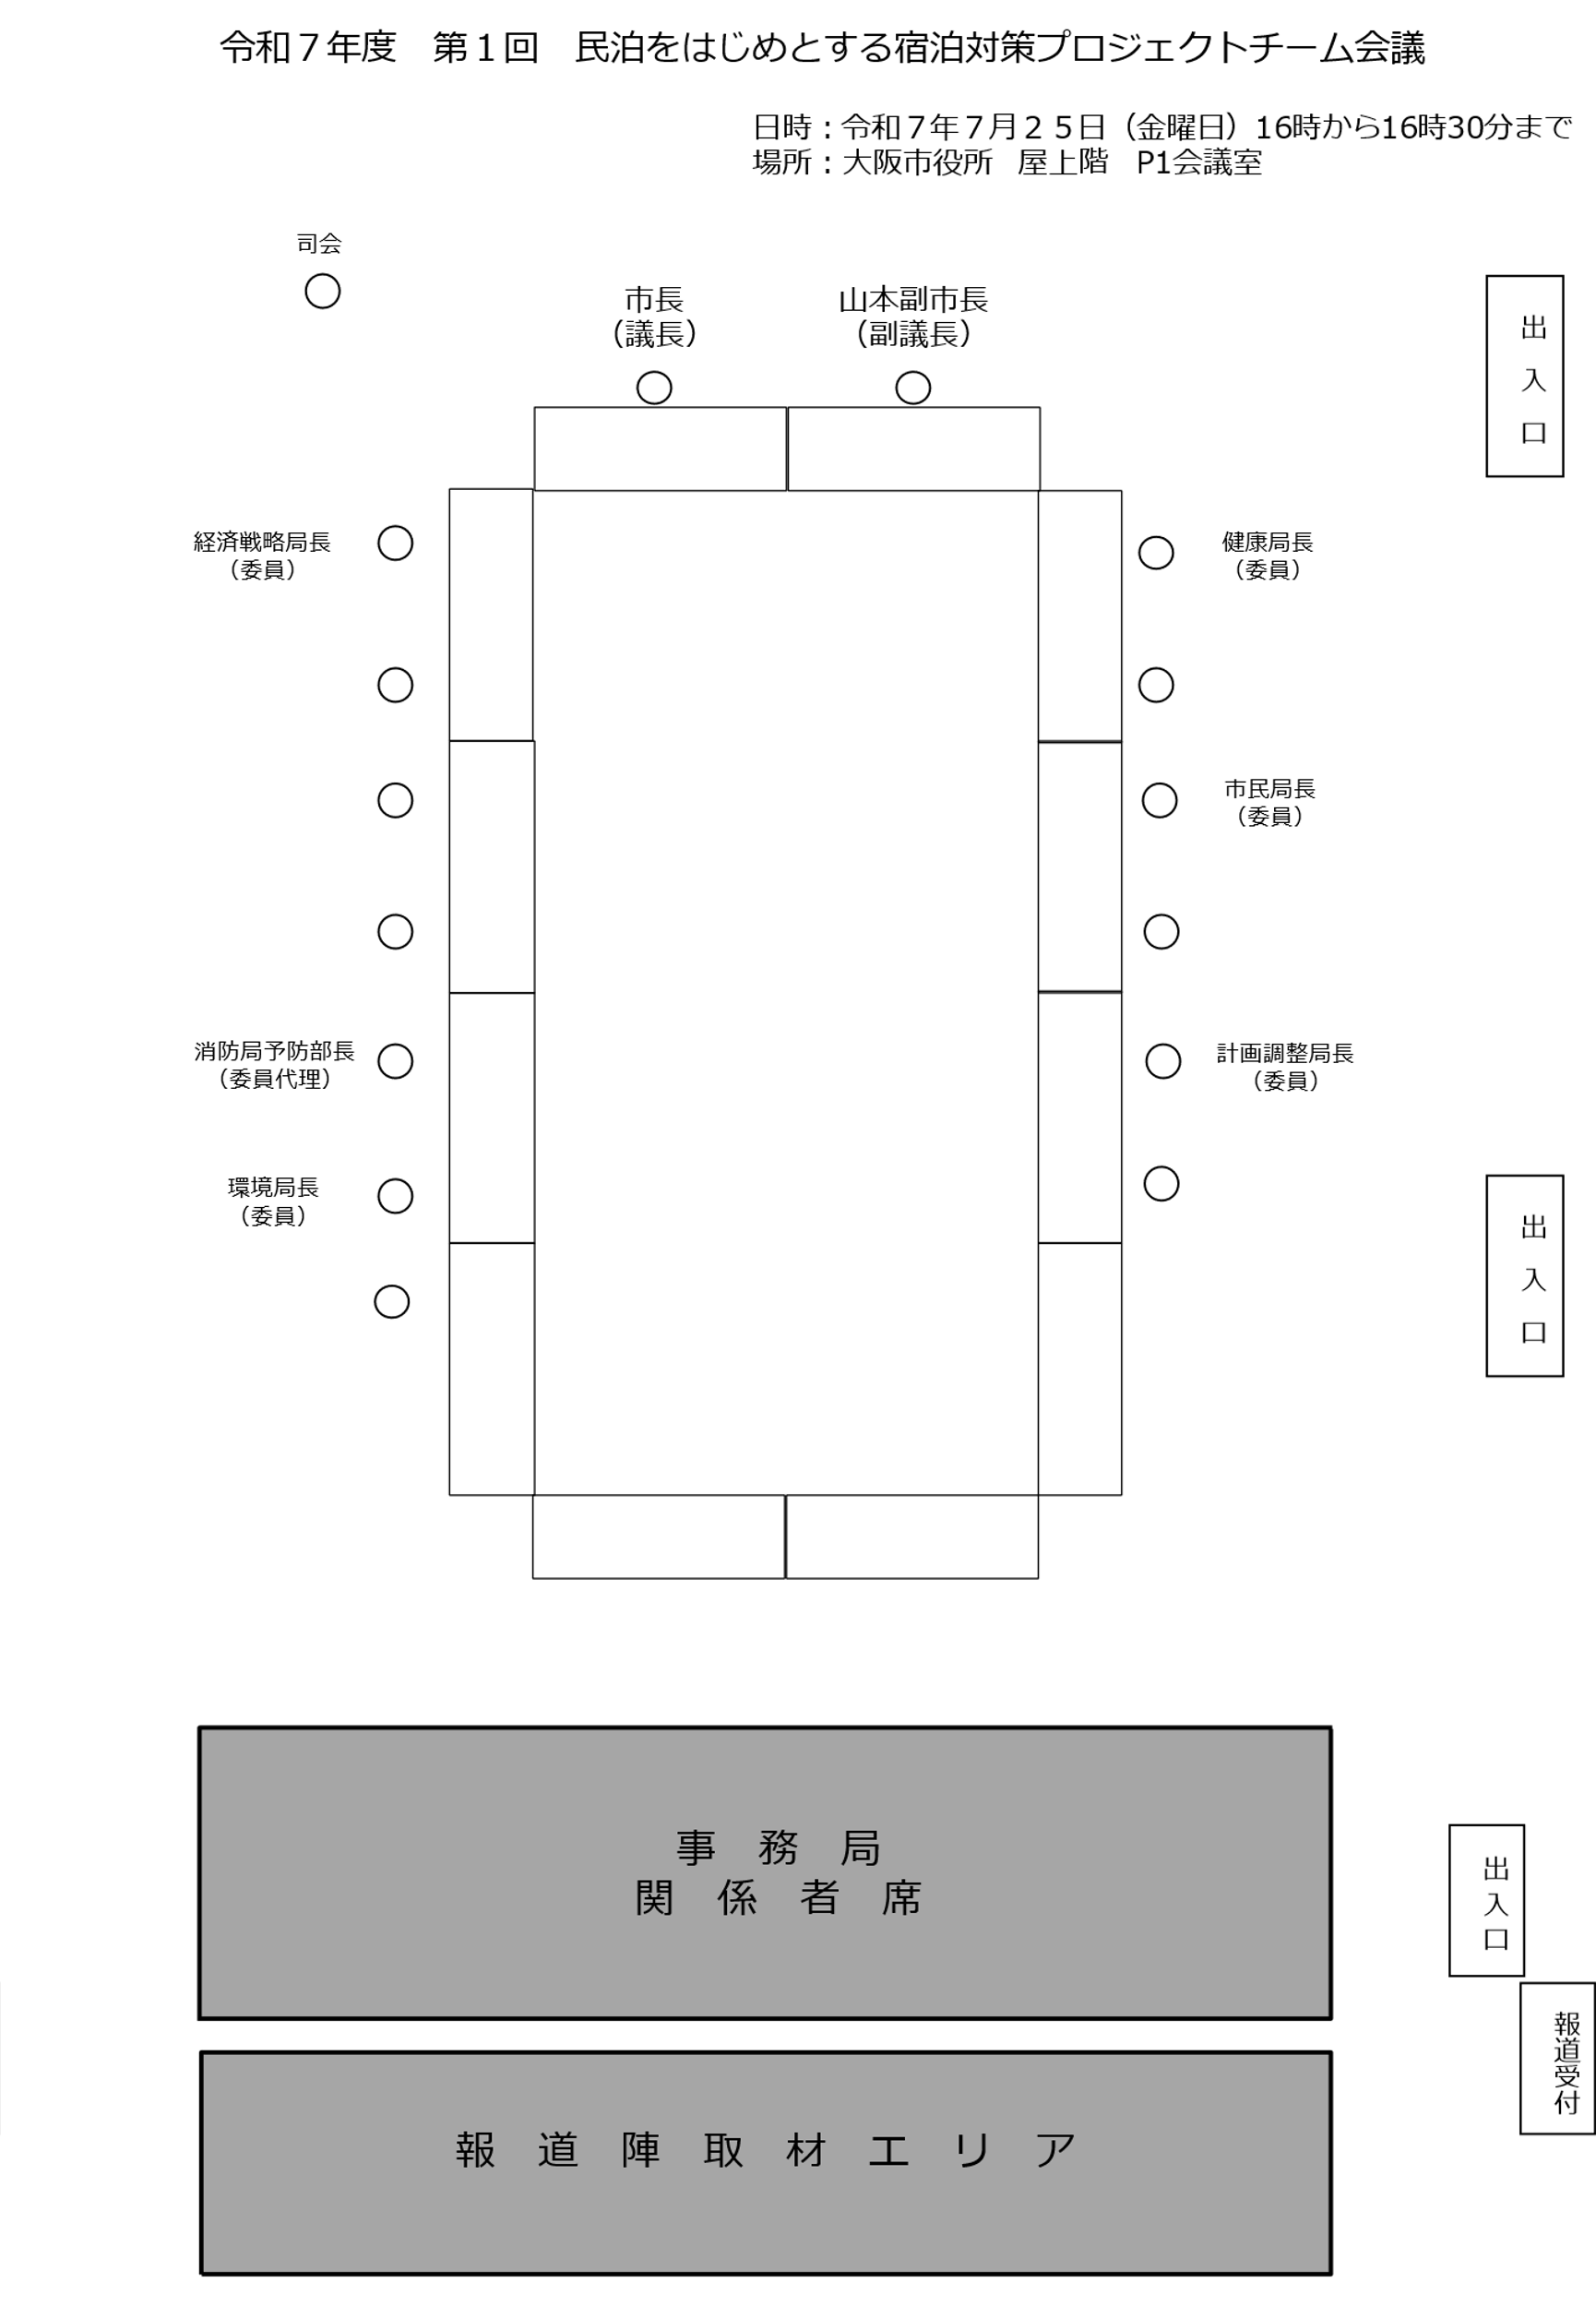 令和７年度　第１回　民泊をはじめとする宿泊対策プロジェクトチーム会議
日時：令和７年７月２５日（金曜日）16時から16時30分まで
場所：大阪市役所　屋上階　P1会議室
司会
市長
（議長）
山本副市長
（副議長）
出入口
経済戦略局長
（委員）
健康局長
（委員）
市民局長
（委員）
消防局予防部長
（委員代理）
計画調整局長
（委員）
環境局長
（委員）
出入口
事　務　局
関　係　者　席
出入口
報道受付
報　道　陣　取　材　エ　リ　ア